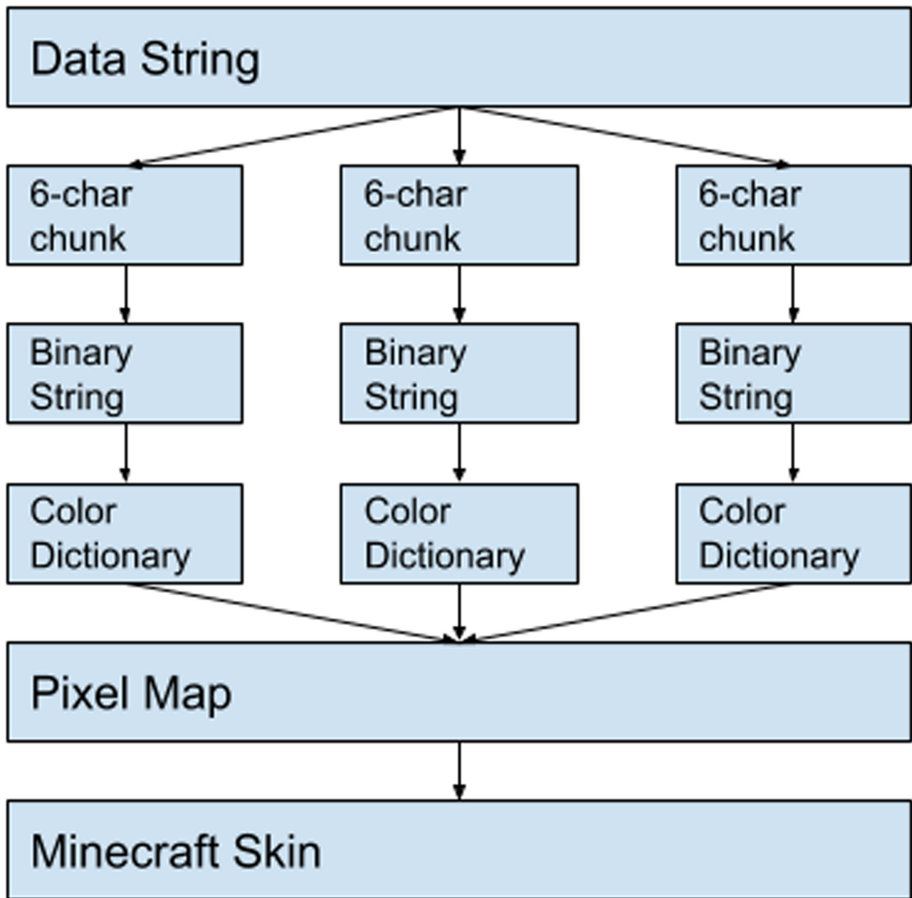 Data String
6-char
chunk
6-char
chunk
6-char
chunk
Binary
String
Binary
String
Binary
String
Color
Dictionary
Color
Dictionary
Color
Dictionary
Pixel Map
Minecraft Skin